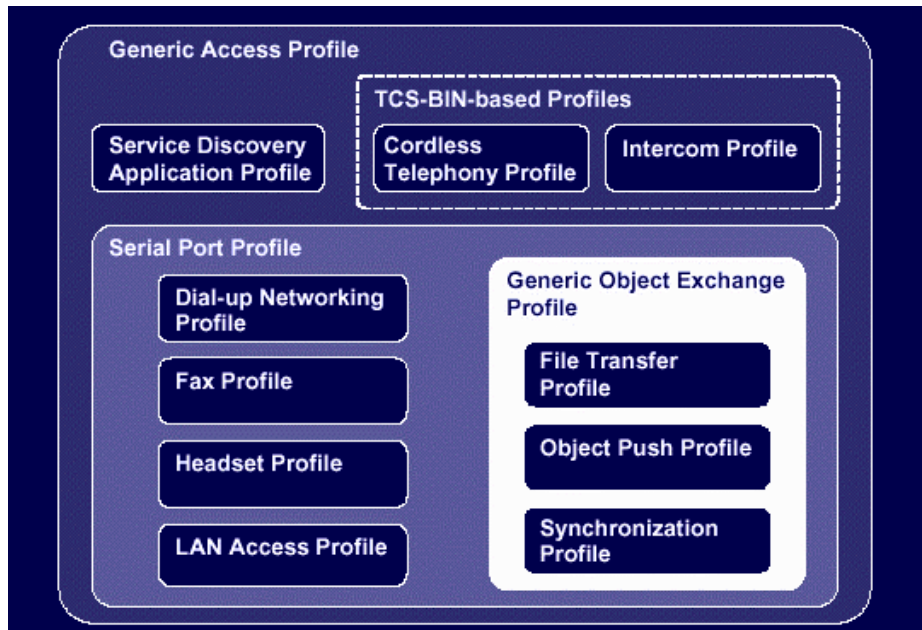 Generic Access Profile
TCS-BIN-based Profiles
Service Discovery
Application Profile
Cordless
Telephony Profile
Intercom Profile
Serial Port Profile
Dial-up Networking
Profile
Fax Profile
Headset Profile
LAN Access Profile
Generic Object Exchange
Profile
File Transfer
Profile
Object Push Profile
Synchronization
Profile